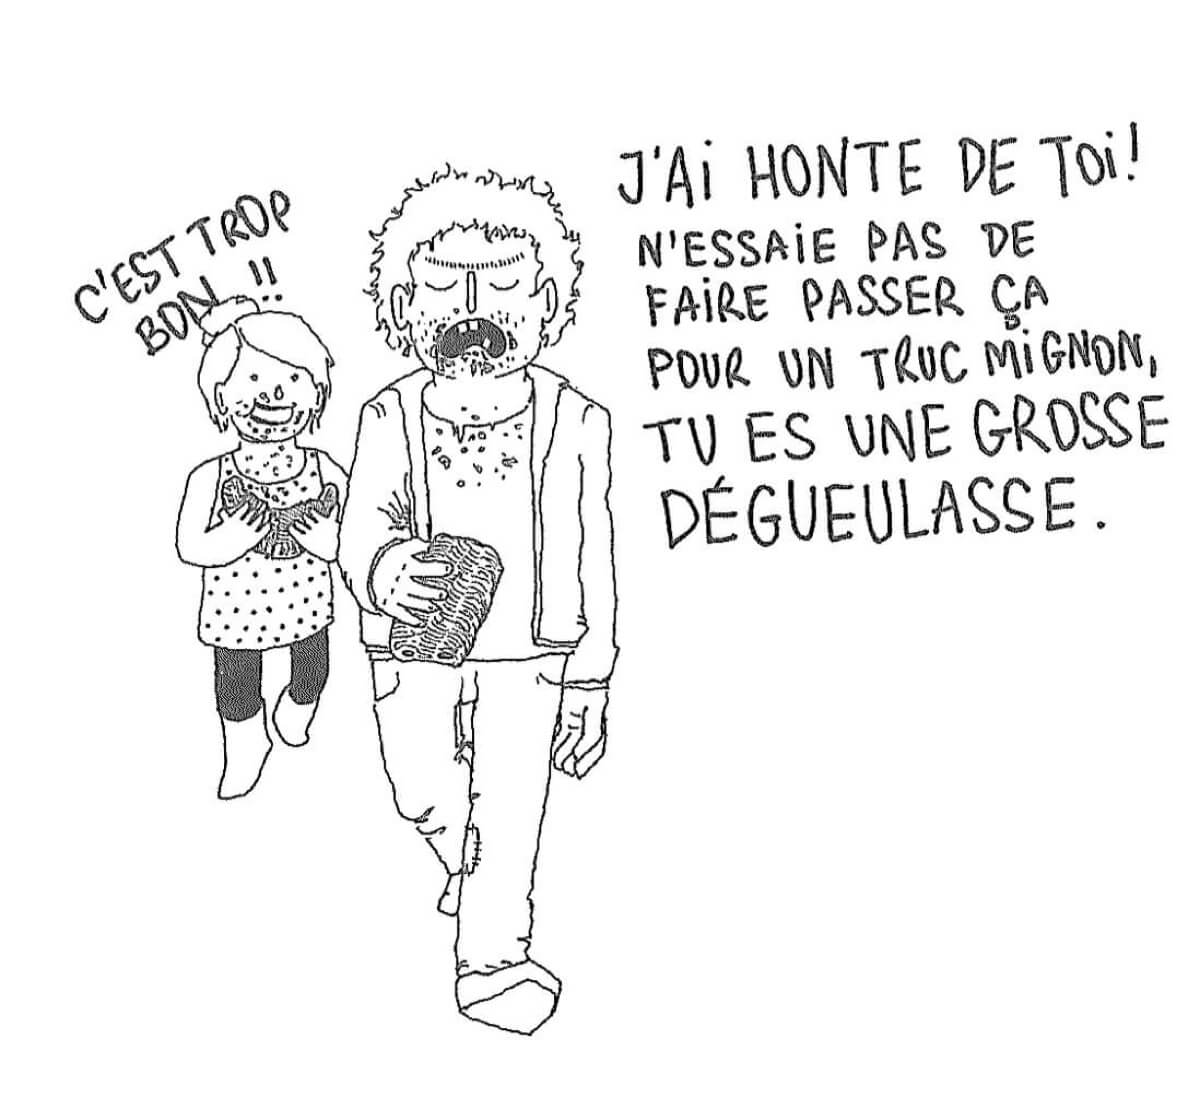 C'EST TROP
BON !!
J'Ai HONTE DE TOi!
N'ESSAiE PAS DE
FAiRE PASSER ÇA
POUR UN TRUC MiGNON,
TU ES UNE GROSSE
DÉGUEULASSE.